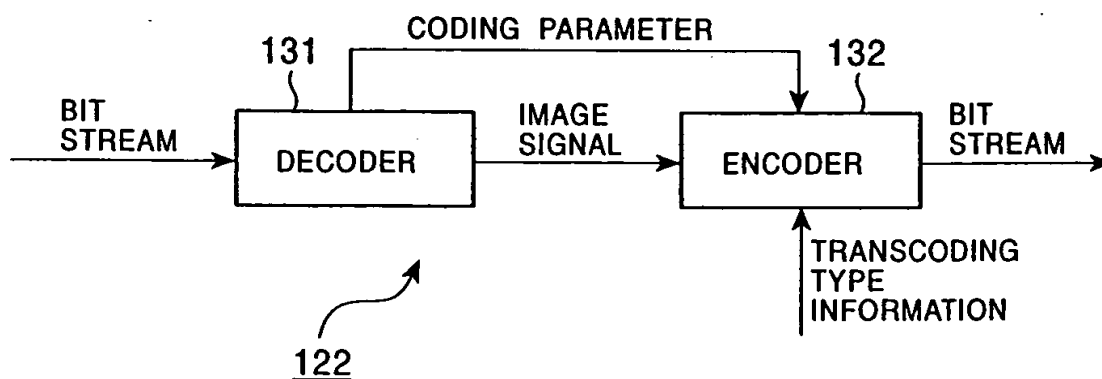 CODING PARAMETER
131
132
BIT
STREAM
DECODER
IMAGE
SIGNAL
ENCODER
BIT
STREAM
TRANSCODING
TYPE
INFORMATION
122